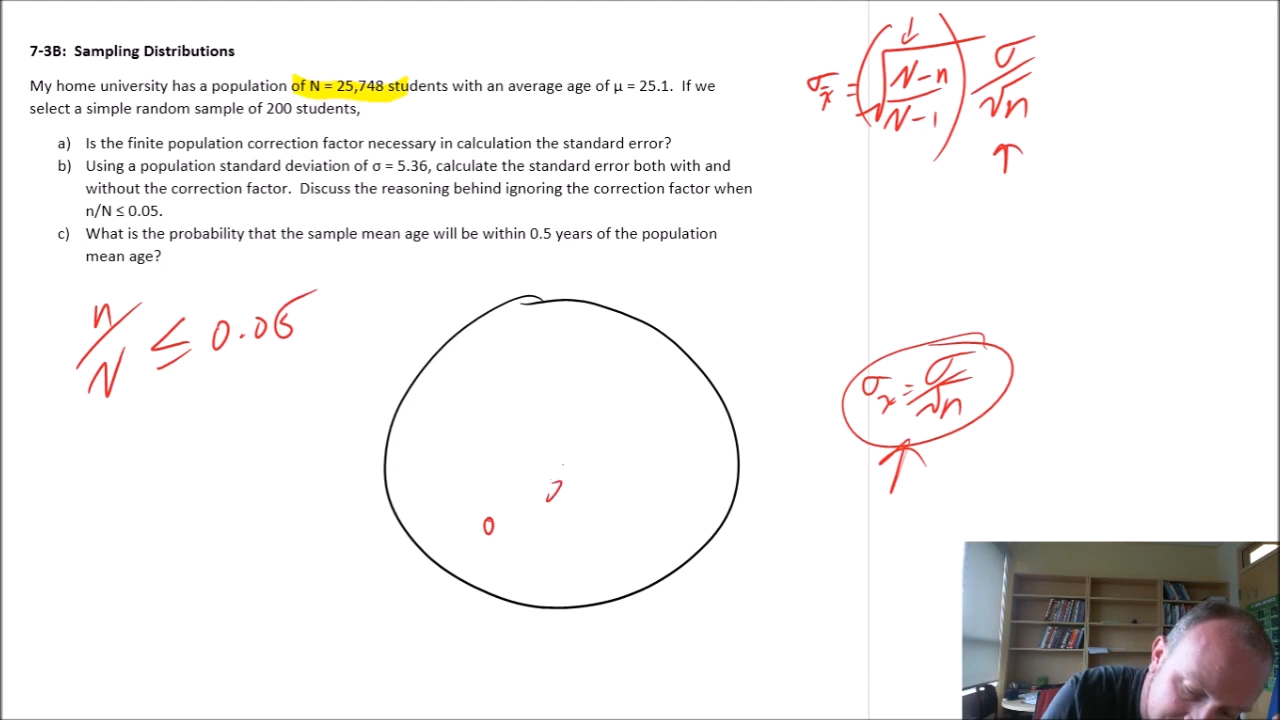 7-3B: Sampling Distributions
My home university has a population of N = 25,748 students with an average age of µ = 25.1. If we
select a simple random sample of 200 students,
a) Is the finite population correction factor necessary in calculation the standard error?
b) Using a population standard deviation of σ = 5.36, calculate the standard error both with and
without the correction factor. Discuss the reasoning behind ignoring the correction factor when
n/N ≤ 0.05.
c) What is the probability that the sample mean age will be within 0.5 years of the population
mean age?
σx̄ = (√(N-n)/(N-1)) σ/√n
n/N ≤ 0.05
σx̄ = σ/√n